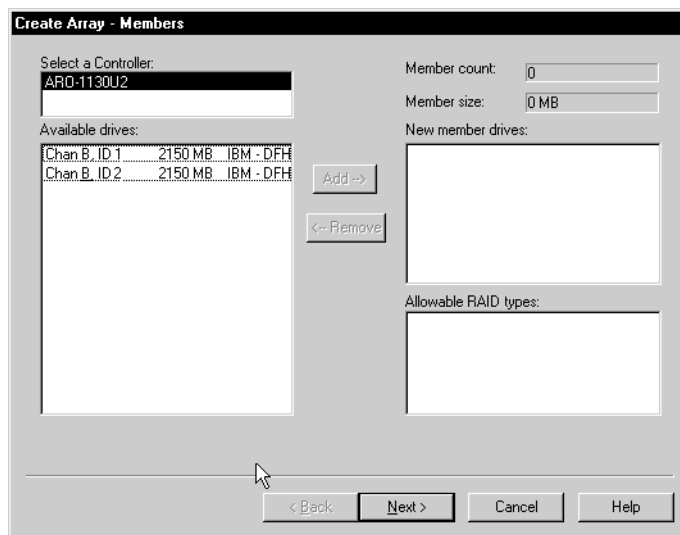 Create Array - Members
Select a Controller:
ARO-1130U2
Member count: 0
Member size: 0 MB
Available drives:
Chan B, ID 1 2150 MB IBM - DFH
Chan B, ID 2 2150 MB IBM - DFH
Add -->
<-- Remove
New member drives:
Allowable RAID types:
< Back
Next >
Cancel
Help